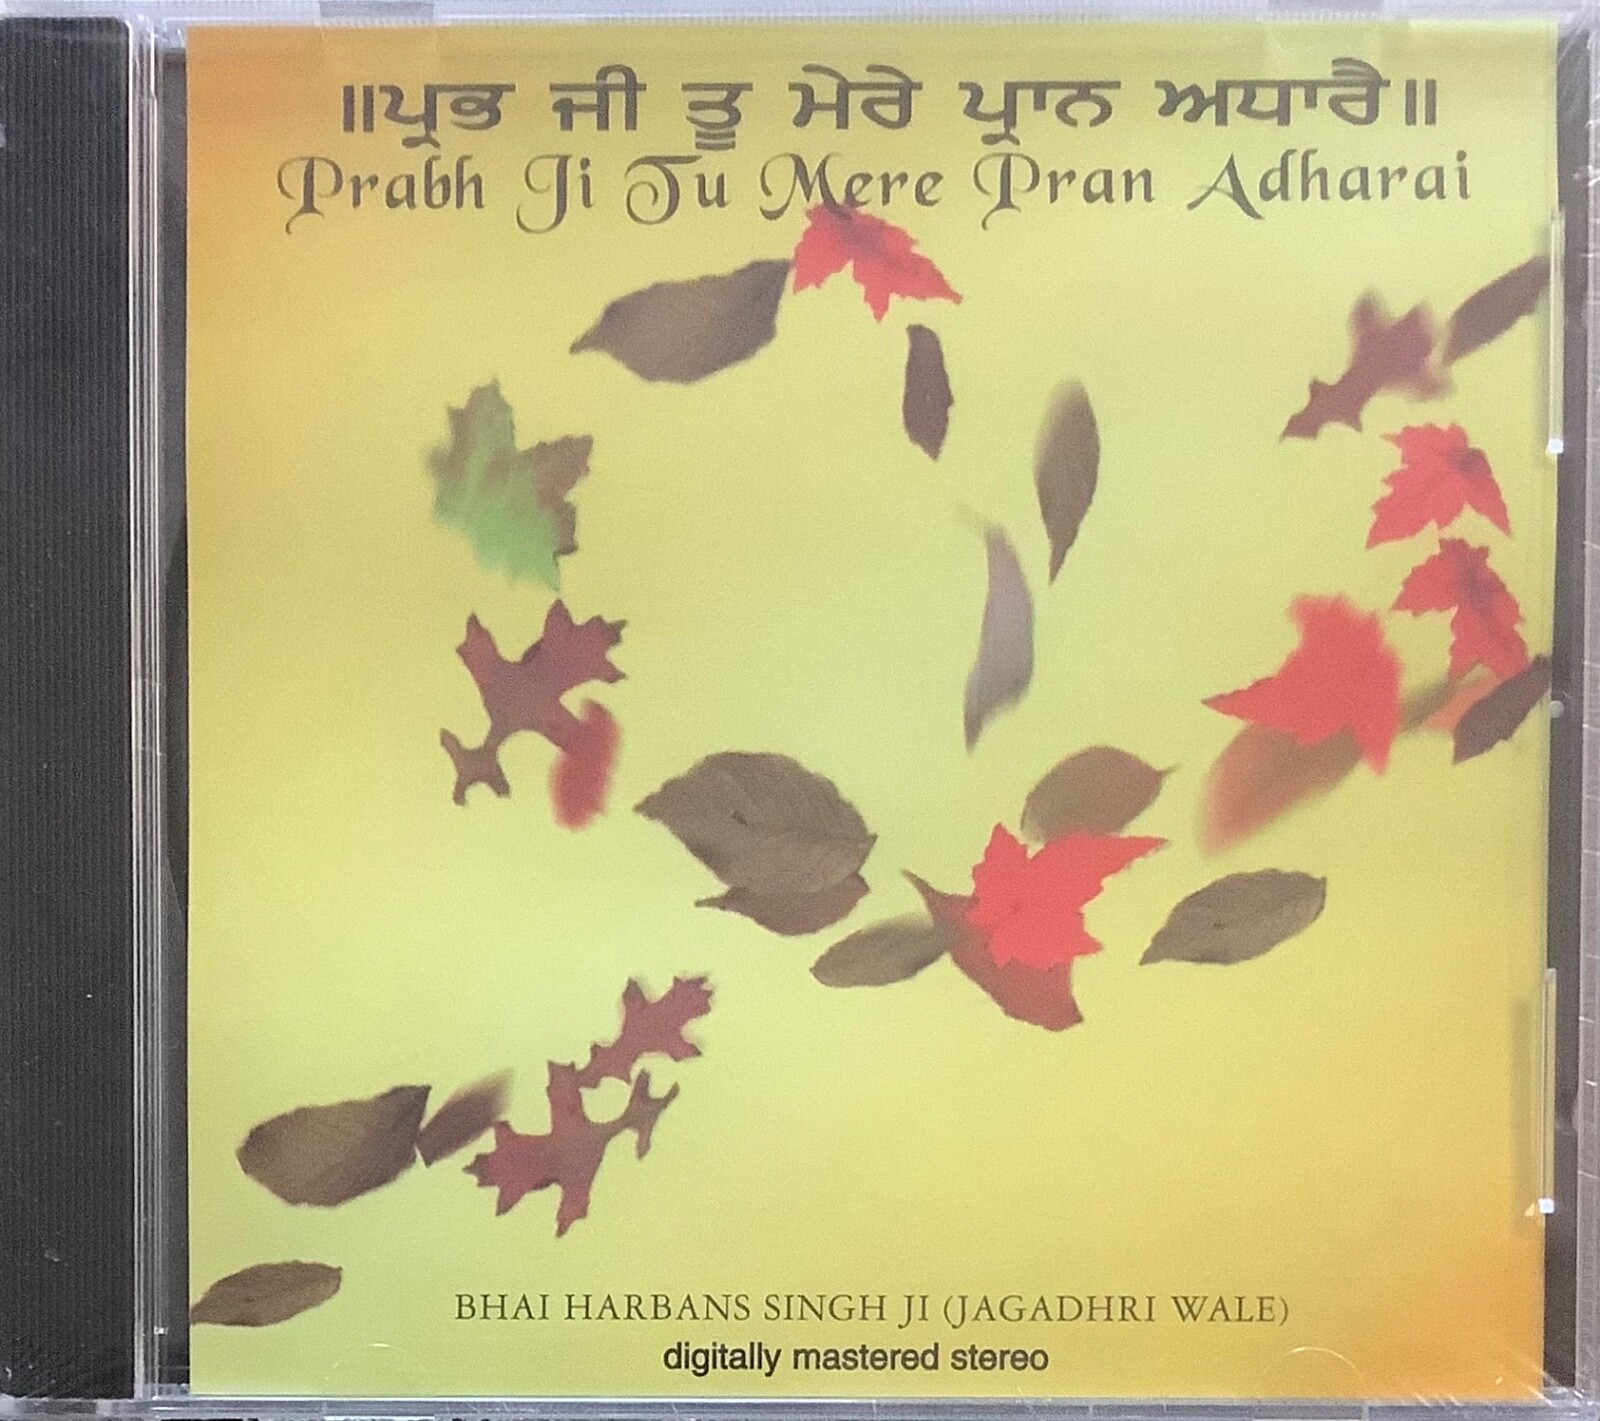 ॥ਪ੍ਰਭ ਜੀ ਤੂ ਮੇਰੇ ਪ੍ਰਾਨ ਅਧਾਰੈ॥
Prabh Ji Tu Mere Pran Adharai
BHAI HARBANS SINGH JI (JAGADHRI WALE)
digitally mastered stereo